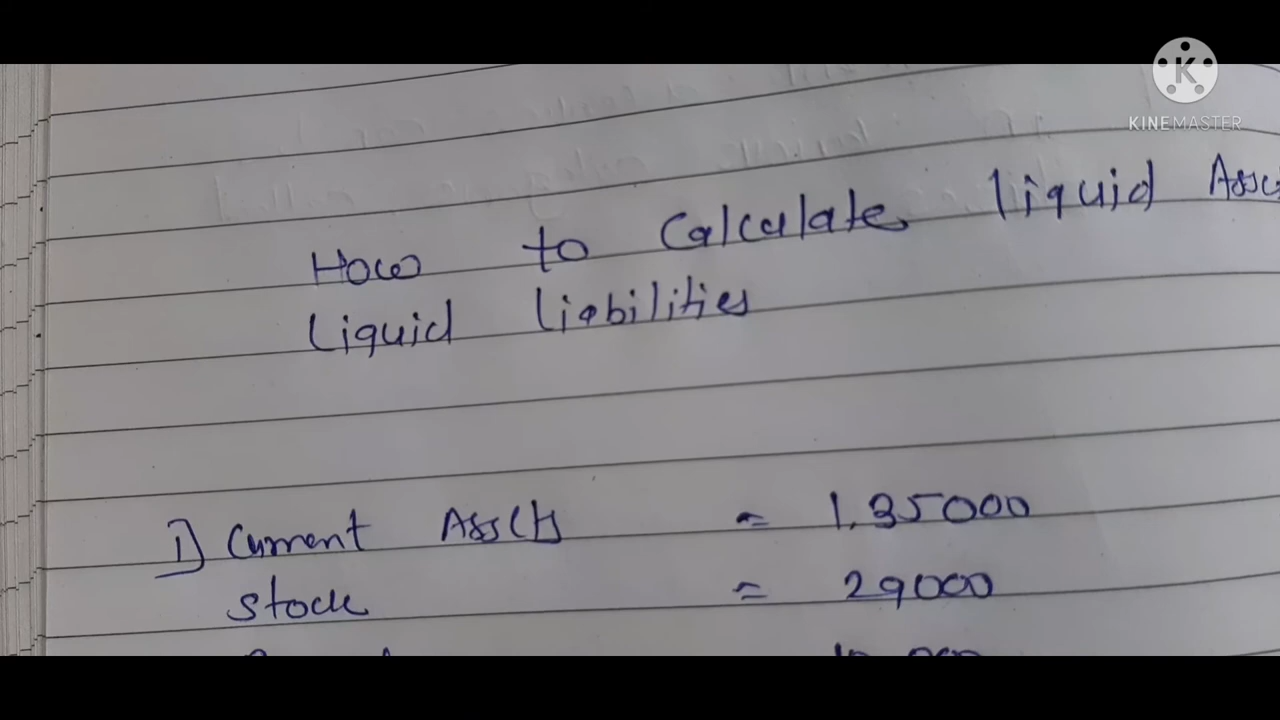 KINEMASTER
How to Calculate Liquid
Liquid Liabilities
1) Current Assets = 1,35000
Stock = 29000